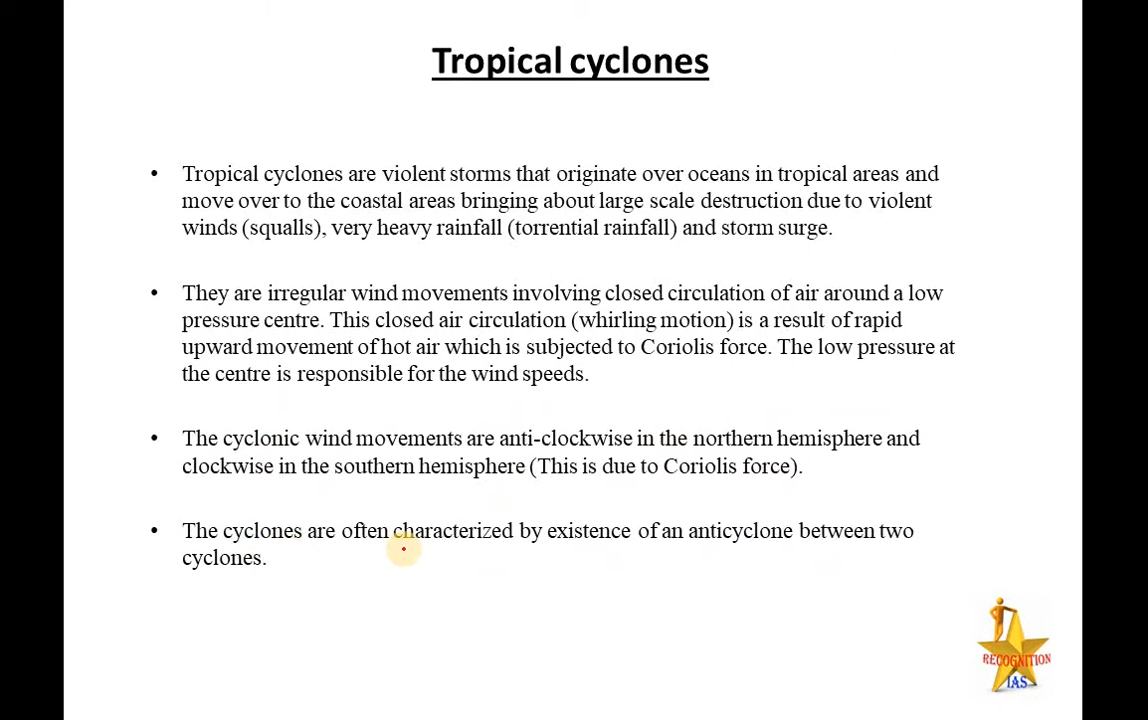 Tropical cyclones
• Tropical cyclones are violent storms that originate over oceans in tropical areas and
move over to the coastal areas bringing about large scale destruction due to violent
winds (squalls), very heavy rainfall (torrential rainfall) and storm surge.
• They are irregular wind movements involving closed circulation of air around a low
pressure centre. This closed air circulation (whirling motion) is a result of rapid
upward movement of hot air which is subjected to Coriolis force. The low pressure at
the centre is responsible for the wind speeds.
• The cyclonic wind movements are anti-clockwise in the northern hemisphere and
clockwise in the southern hemisphere (This is due to Coriolis force).
• The cyclones are often characterized by existence of an anticyclone between two
cyclones.
RECOGNITION
IAS